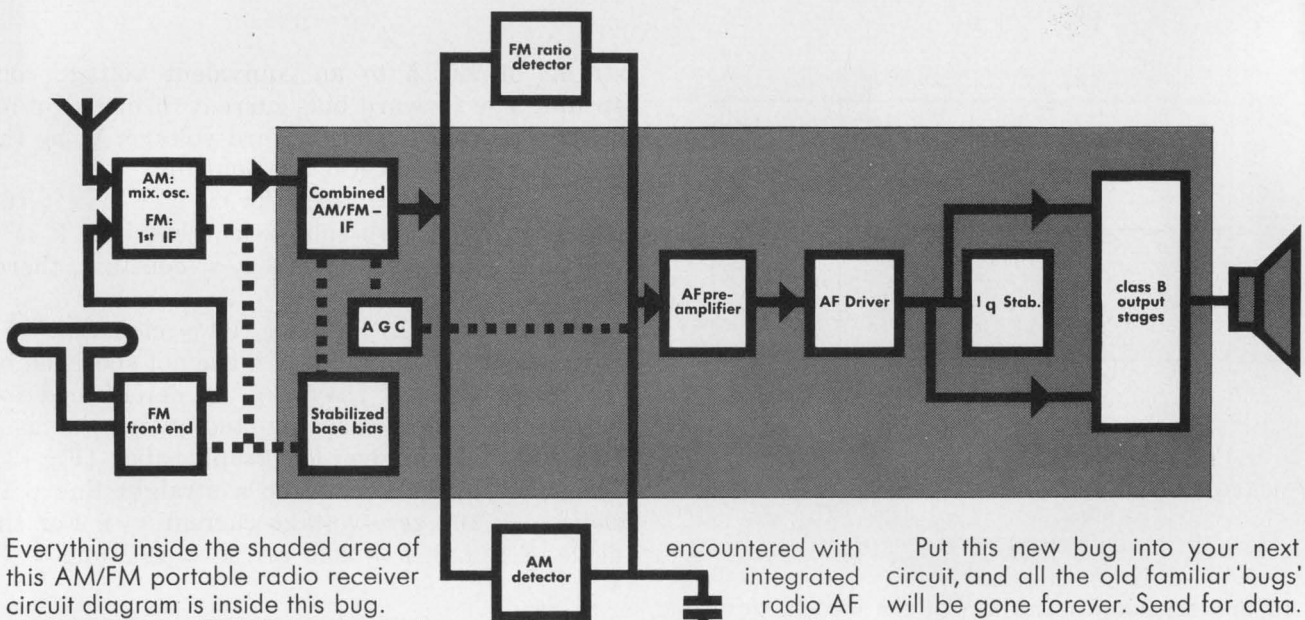 FM ratio
detector
AM:
mix. osc.
FM:
1st IF
Combined
AM/FM –
IF
A G C
AF pre-
amplifier
AF Driver
I q Stab.
class B
output
stages
FM
front end
Stabilized
base bias
AM
detector
Everything inside the shaded area of
this AM/FM portable radio receiver
circuit diagram is inside this bug.
encountered with
integrated
radio AF
Put this new bug into your next
circuit, and all the old familiar 'bugs'
will be gone forever. Send for data.